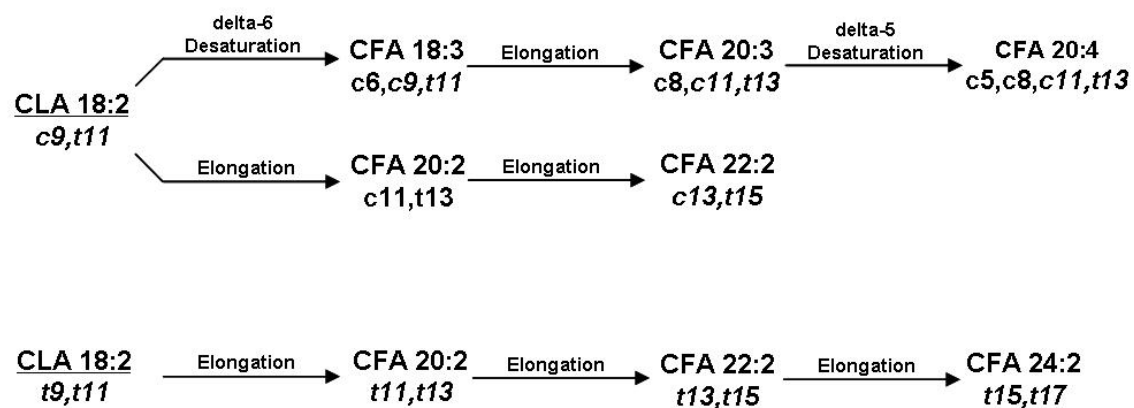 delta-6
Desaturation
CFA 18:3
c6,c9,t11
Elongation
CFA 20:3
c8,c11,t13
delta-5
Desaturation
CFA 20:4
c5,c8,c11,t13
CLA 18:2
c9,t11
Elongation
CFA 20:2
c11,t13
Elongation
CFA 22:2
c13,t15
CLA 18:2
t9,t11
Elongation
CFA 20:2
t11,t13
Elongation
CFA 22:2
t13,t15
Elongation
CFA 24:2
t15,t17